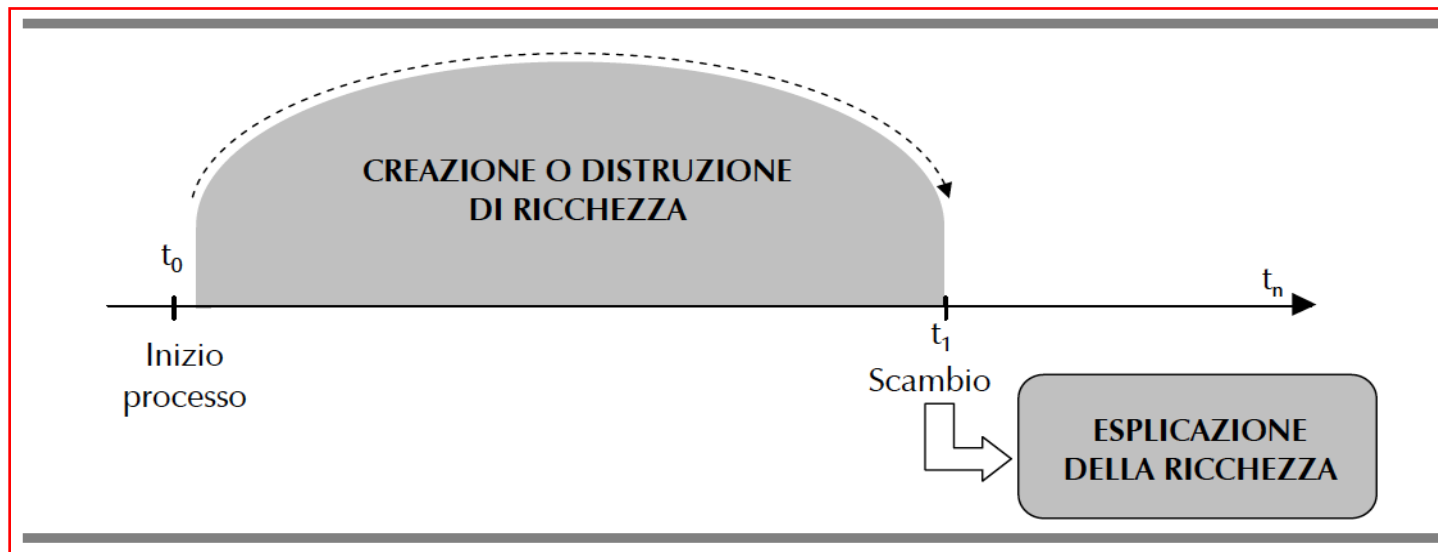 CREAZIONE O DISTRUZIONE
DI RICCHEZZA
t0
tn
Inizio
processo
t1
Scambio
ESPLICAZIONE
DELLA RICCHEZZA